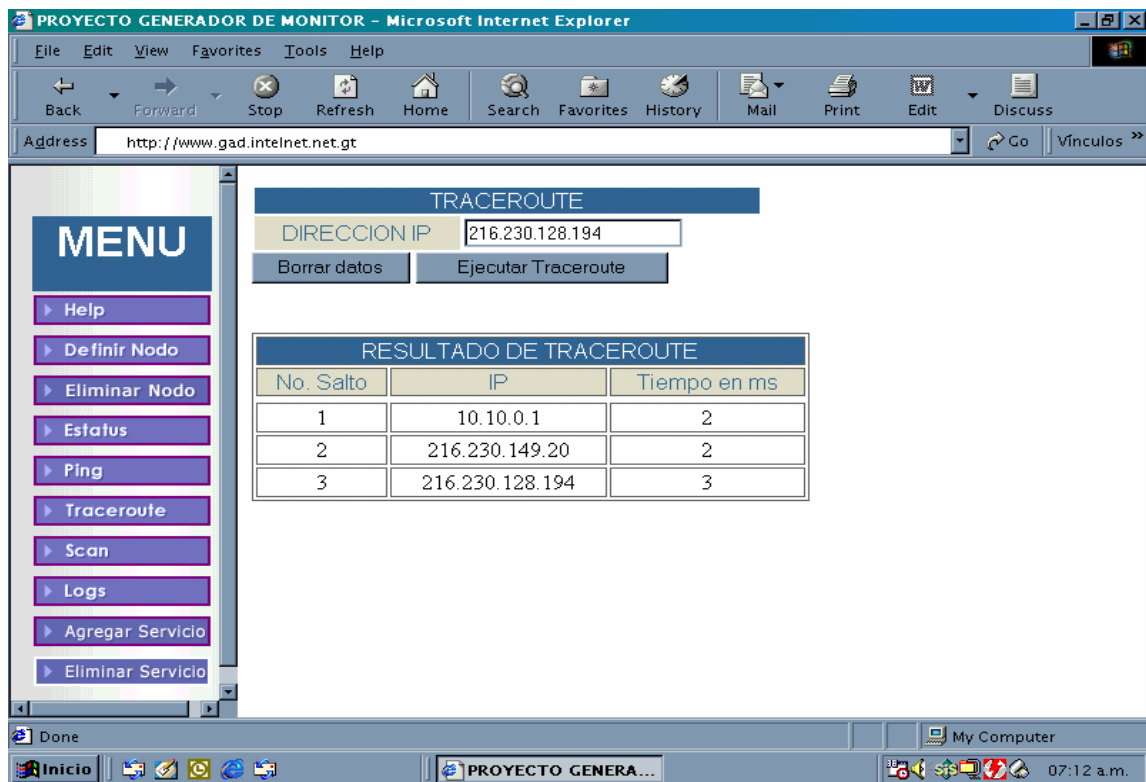 PROYECTO GENERADOR DE MONITOR - Microsoft Internet Explorer
File Edit View Favorites Tools Help
Back Forward Stop Refresh Home Search Favorites History Mail Print Edit Discuss
Address http://www.gad.intelnet.net.gt Go Vínculos »
MENU
Help
Definir Nodo
Eliminar Nodo
Estatus
Ping
Traceroute
Scan
Logs
Agregar Servicio
Eliminar Servicio
TRACEROUTE
DIRECCION IP 216.230.128.194
Borrar datos Ejecutar Traceroute
RESULTADO DE TRACEROUTE
No. Salto IP Tiempo en ms
1 10.10.0.1 2
2 216.230.149.20 2
3 216.230.128.194 3
Done My Computer
Inicio PROYECTO GENERA... 07:12 a.m.